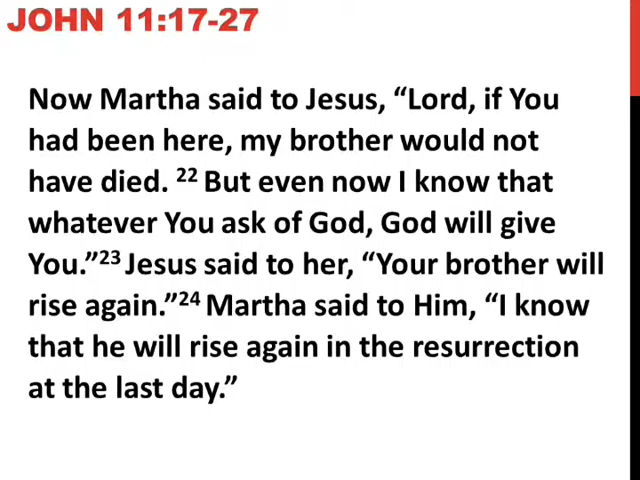 JOHN 11:17-27
Now Martha said to Jesus, “Lord, if You
had been here, my brother would not
have died. 22 But even now I know that
whatever You ask of God, God will give
You.”23 Jesus said to her, “Your brother will
rise again.”24 Martha said to Him, “I know
that he will rise again in the resurrection
at the last day.”